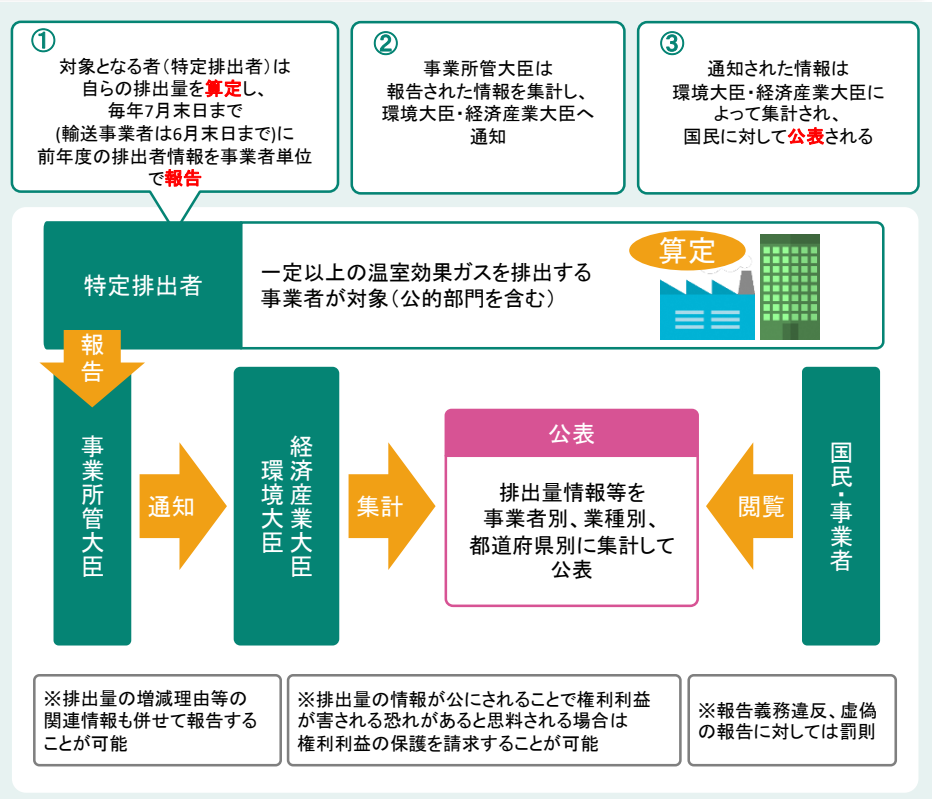 ①
対象となる者（特定排出者）は
自らの排出量を算定し、
毎年7月末日まで
(輸送事業者は6月末日まで)に
前年度の排出者情報を事業者単位
で報告
②
事業所管大臣は
報告された情報を集計し、
環境大臣・経済産業大臣へ
通知
③
通知された情報は
環境大臣・経済産業大臣に
よって集計され、
国民に対して公表される
特定排出者
一定以上の温室効果ガスを排出する
事業者が対象（公的部門を含む）
算定
報告
事業所管大臣
通知
経済産業大臣
環境大臣
集計
公表
排出量情報等を
事業者別、業種別、
都道府県別に集計して
公表
閲覧
国民・事業者
※排出量の増減理由等の
関連情報も併せて報告する
ことが可能
※排出量の情報が公にされることで権利利益
が害される恐れがあると思料される場合は
権利利益の保護を請求することが可能
※報告義務違反、虚偽
の報告に対しては罰則